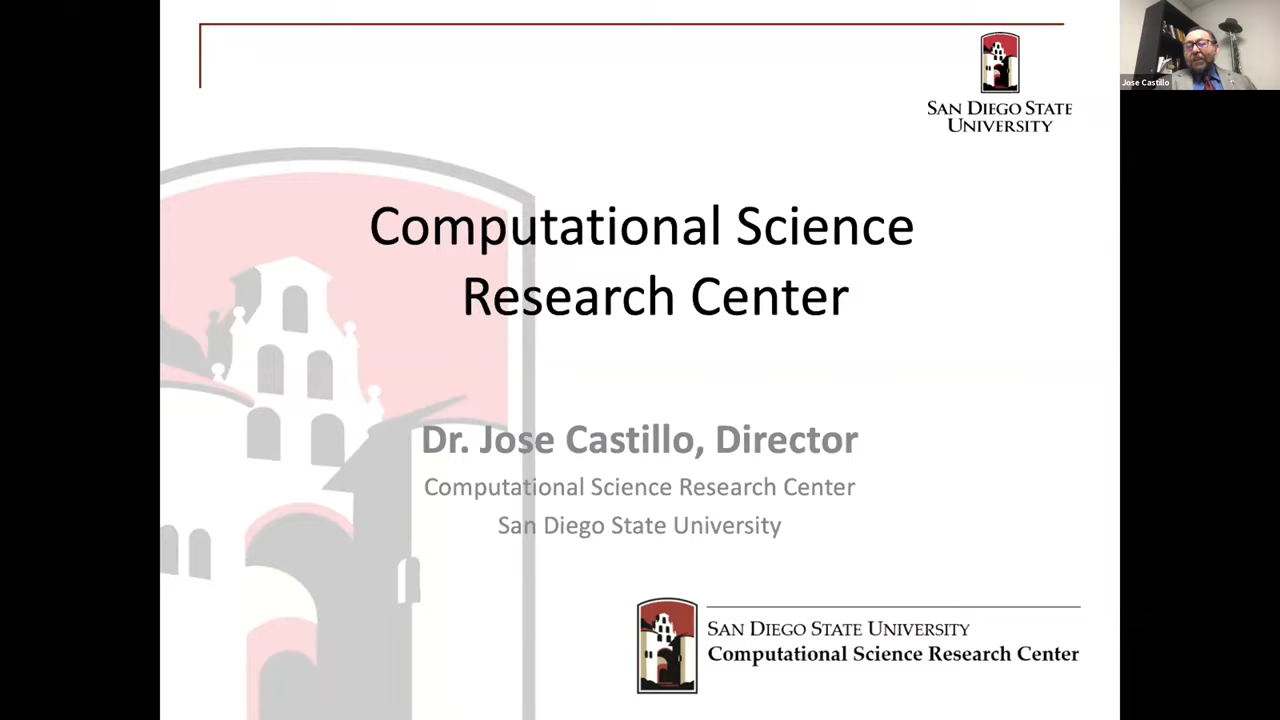 SAN DIEGO STATE
UNIVERSITY
Jose Castillo
Computational Science
Research Center
Dr. Jose Castillo, Director
Computational Science Research Center
San Diego State University
SAN DIEGO STATE UNIVERSITY
Computational Science Research Center